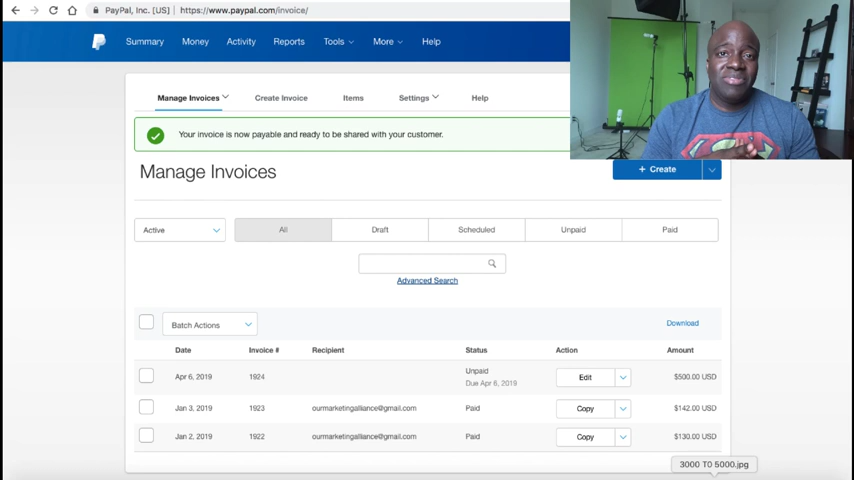 PayPal, Inc. [US] https://www.paypal.com/invoice/
Summary Money Activity Reports Tools More Help
Manage Invoices Create Invoice Items Settings Help
Your invoice is now payable and ready to be shared with your customer.
Manage Invoices
+ Create
Active All Draft Scheduled Unpaid Paid
Advanced Search
Batch Actions Download
Date Invoice # Recipient Status Action Amount
Apr 6, 2019 1924 Unpaid Edit $500.00 USD
Due Apr 6, 2019
Jan 3, 2019 1923 ourmarketingalliance@gmail.com Paid Copy $142.00 USD
Jan 2, 2019 1922 ourmarketingalliance@gmail.com Paid Copy $130.00 USD
3000 TO 5000.jpg